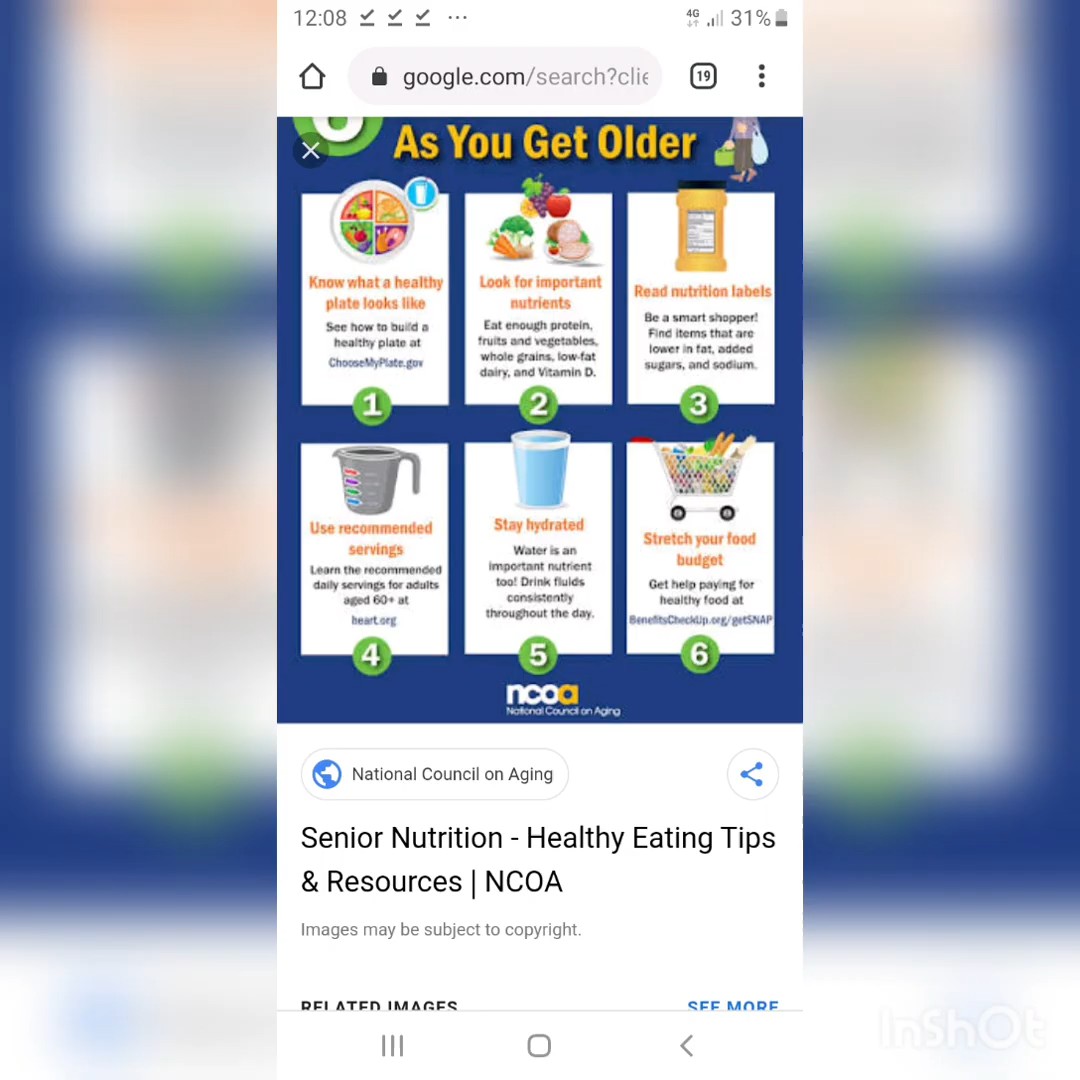 12:08
4G
31%
google.com/search?clie
19
6
As You Get Older
Know what a healthy
plate looks like
See how to build a
healthy plate at
ChooseMyPlate.gov
1
Look for important
nutrients
Eat enough protein,
fruits and vegetables,
whole grains, low-fat
dairy, and Vitamin D.
2
Read nutrition labels
Be a smart shopper!
Find items that are
lower in fat, added
sugars, and sodium.
3
Use recommended
servings
Learn the recommended
daily servings for adults
aged 60+ at
heart.org
4
Stay hydrated
Water is an
important nutrient
too! Drink fluids
consistently
throughout the day.
5
Stretch your food
budget
Get help paying for
healthy food at
BenefitsCheckUp.org/getSNAP
6
ncoa
National Council on Aging
National Council on Aging
Senior Nutrition - Healthy Eating Tips
& Resources | NCOA
Images may be subject to copyright.
RELATED IMAGES
SEE MORE
InShOt